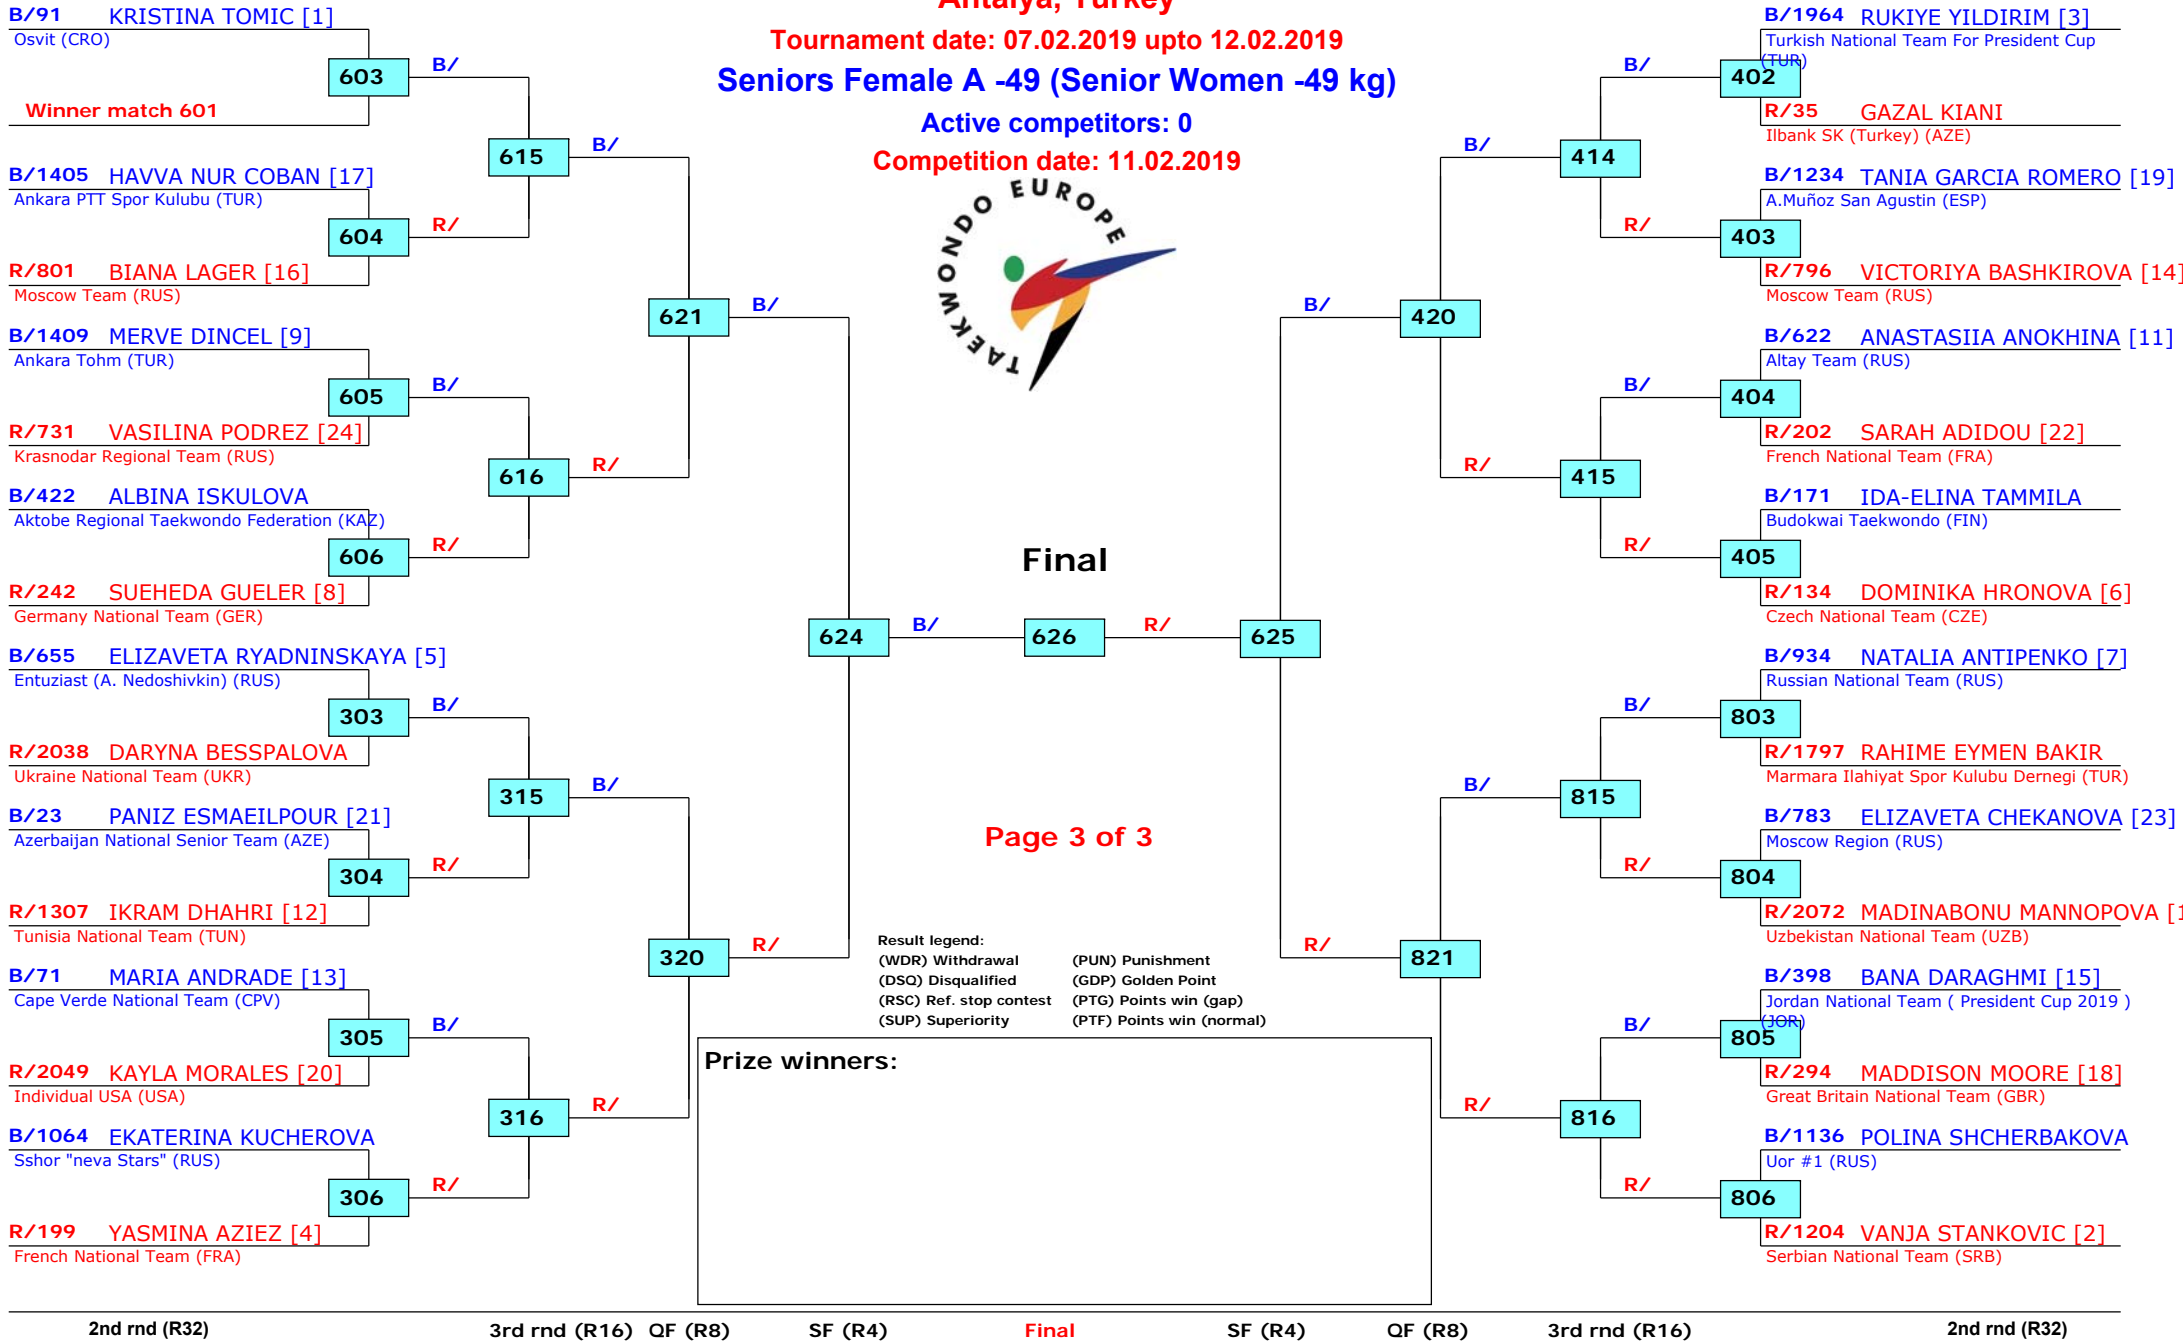 Antalya, Turkey
Tournament date: 07.02.2019 upto 12.02.2019
Seniors Female A -49 (Senior Women -49 kg)
Active competitors: 0
Competition date: 11.02.2019
TAEKWONDO EUROPE
B/91 KRISTINA TOMIC [1]
Osvit (CRO)
603
B/
Winner match 601
615
B/
B/1405 HAVVA NUR COBAN [17]
Ankara PTT Spor Kulubu (TUR)
604
R/
R/801 BIANA LAGER [16]
Moscow Team (RUS)
621
B/
B/1409 MERVE DINCEL [9]
Ankara Tohm (TUR)
605
B/
R/731 VASILINA PODREZ [24]
Krasnodar Regional Team (RUS)
616
R/
B/422 ALBINA ISKULOVA
Aktobe Regional Taekwondo Federation (KAZ)
606
R/
R/242 SUEHEDA GUELER [8]
Germany National Team (GER)
624
B/
B/655 ELIZAVETA RYADNINSKAYA [5]
Entuziast (A. Nedoshivkin) (RUS)
303
B/
R/2038 DARYNA BESSPALOVA
Ukraine National Team (UKR)
315
B/
B/23 PANIZ ESMAEILPOUR [21]
Azerbaijan National Senior Team (AZE)
304
R/
R/1307 IKRAM DHAHRI [12]
Tunisia National Team (TUN)
320
R/
B/71 MARIA ANDRADE [13]
Cape Verde National Team (CPV)
305
B/
R/2049 KAYLA MORALES [20]
Individual USA (USA)
316
R/
B/1064 EKATERINA KUCHEROVA
Sshor "neva Stars" (RUS)
306
R/
R/199 YASMINA AZIEZ [4]
French National Team (FRA)
Final
626
Page 3 of 3
Result legend:
(WDR) Withdrawal (PUN) Punishment
(DSQ) Disqualified (GDP) Golden Point
(RSC) Ref. stop contest (PTG) Points win (gap)
(SUP) Superiority (PTF) Points win (normal)
Prize winners:
B/1964 RUKIYE YILDIRIM [3]
Turkish National Team For President Cup
(TUR)
B/
402
R/35 GAZAL KIANI
Ilbank SK (Turkey) (AZE)
B/
414
B/1234 TANIA GARCIA ROMERO [19]
A.Muñoz San Agustin (ESP)
R/
403
R/796 VICTORIYA BASHKIROVA [14]
Moscow Team (RUS)
B/
420
B/622 ANASTASIIA ANOKHINA [11]
Altay Team (RUS)
B/
404
R/202 SARAH ADIDOU [22]
French National Team (FRA)
R/
415
B/171 IDA-ELINA TAMMILA
Budokwai Taekwondo (FIN)
R/
405
R/134 DOMINIKA HRONOVA [6]
Czech National Team (CZE)
R/
625
B/934 NATALIA ANTIPENKO [7]
Russian National Team (RUS)
B/
803
R/1797 RAHIME EYMEN BAKIR
Marmara Ilahiyat Spor Kulubu Dernegi (TUR)
B/
815
B/783 ELIZAVETA CHEKANOVA [23]
Moscow Region (RUS)
R/
804
R/2072 MADINABONU MANNOPOVA
Uzbekistan National Team (UZB)
R/
821
B/398 BANA DARAGHMI [15]
Jordan National Team ( President Cup 2019 )
(JOR)
B/
805
R/294 MADDISON MOORE [18]
Great Britain National Team (GBR)
R/
816
B/1136 POLINA SHCHERBAKOVA
Uor #1 (RUS)
R/
806
R/1204 VANJA STANKOVIC [2]
Serbian National Team (SRB)
2nd rnd (R32) 3rd rnd (R16) QF (R8) SF (R4) Final SF (R4) QF (R8) 3rd rnd (R16) 2nd rnd (R32)